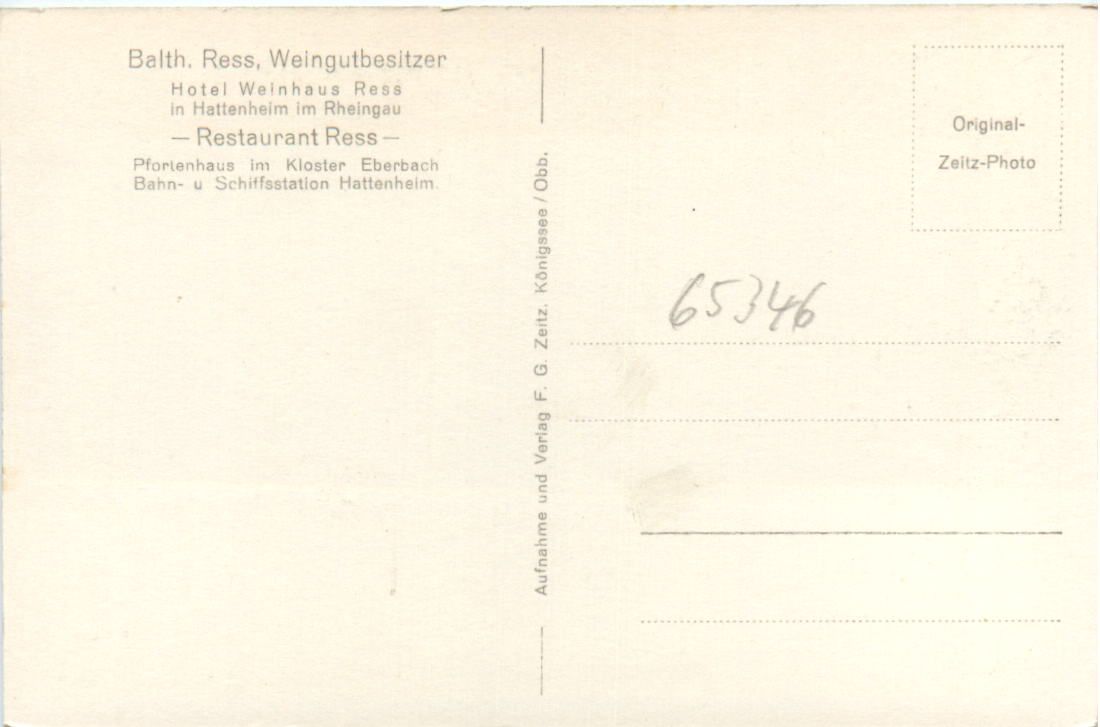 Balth. Ress, Weingutbesitzer
Hotel Weinhaus Ress
in Hattenheim im Rheingau
— Restaurant Ress —
Pfortenhaus im Kloster Eberbach
Bahn- u Schiffsstation Hattenheim.
Aufnahme und Verlag F. G. Zeitz, Königssee / Obb.
Original-
Zeitz-Photo
65346